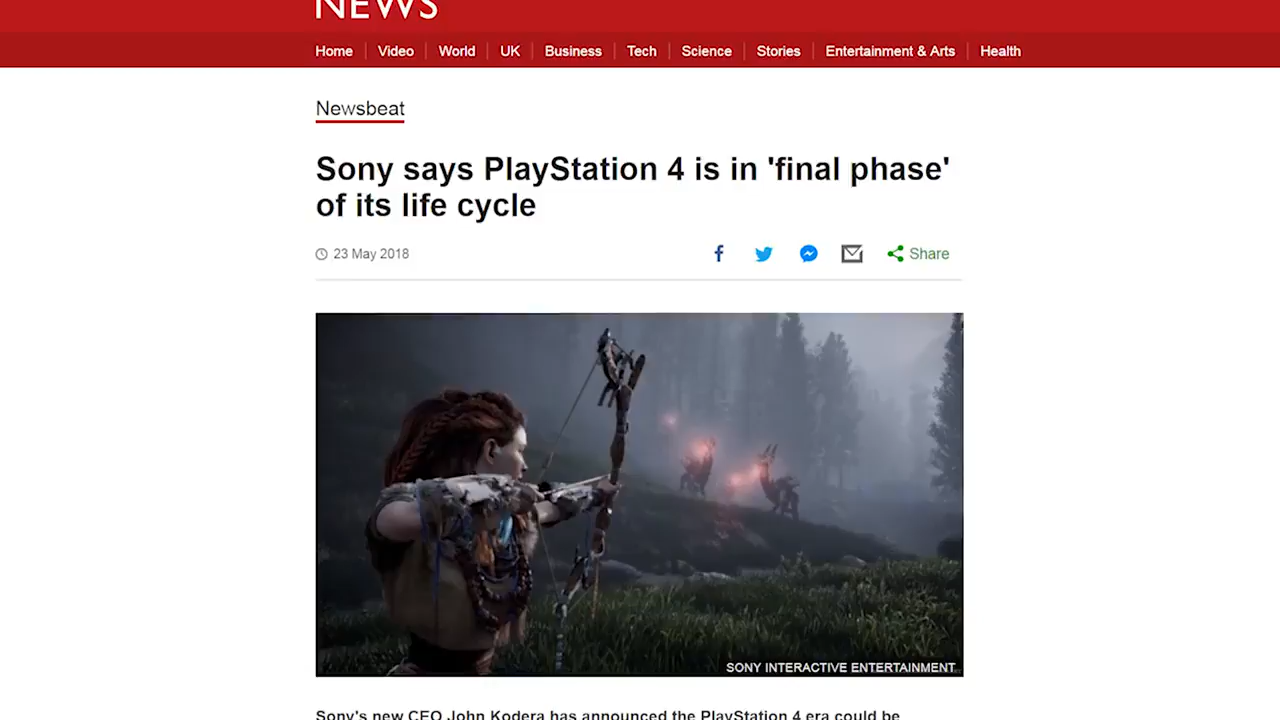 NEWS
Home Video World UK Business Tech Science Stories Entertainment & Arts Health
Newsbeat
Sony says PlayStation 4 is in 'final phase'
of its life cycle
23 May 2018
Share
SONY INTERACTIVE ENTERTAINMENT
Sony's new CEO John Kodera has announced the PlayStation 4 era could be